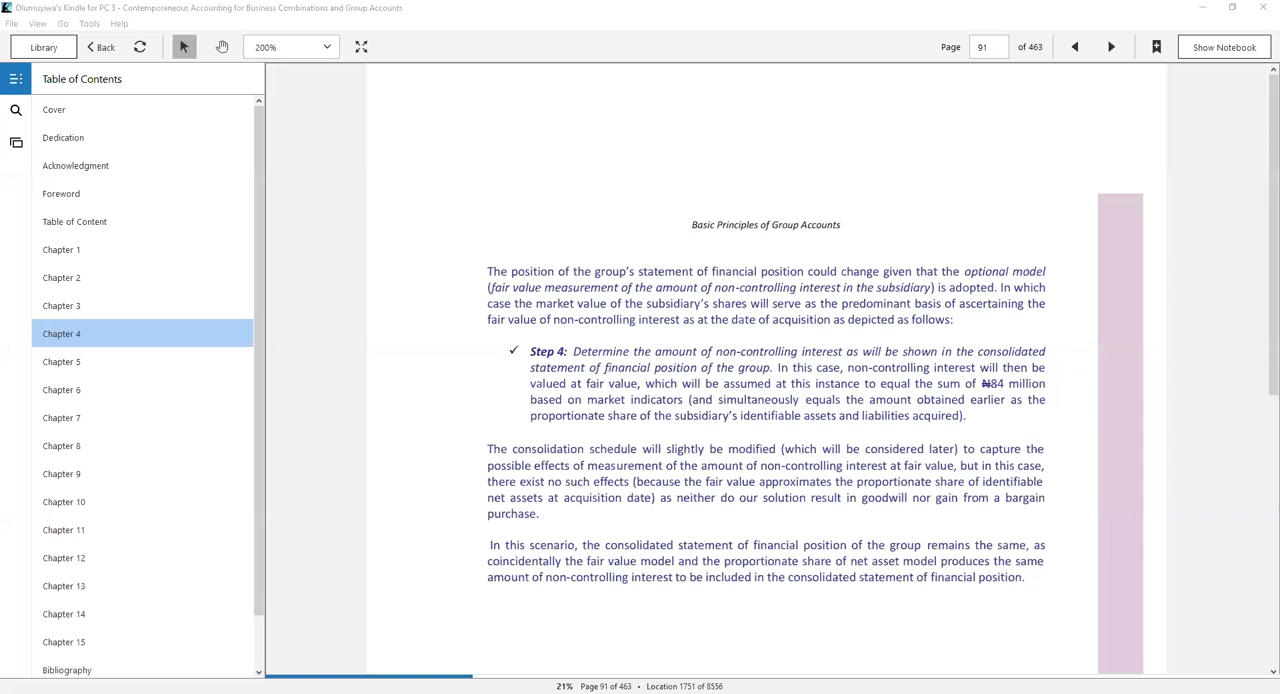 Olumuyiwa's Kindle for PC 3 - Contemporaneous Accounting for Business Combinations and Group Accounts
File View Go Tools Help
Library Back 200% Page 91 of 463 Show Notebook
Table of Contents
Cover
Dedication
Acknowledgment
Foreword
Table of Content
Chapter 1
Chapter 2
Chapter 3
Chapter 4
Chapter 5
Chapter 6
Chapter 7
Chapter 8
Chapter 9
Chapter 10
Chapter 11
Chapter 12
Chapter 13
Chapter 14
Chapter 15
Bibliography
Basic Principles of Group Accounts
The position of the group's statement of financial position could change given that the optional model
(fair value measurement of the amount of non-controlling interest in the subsidiary) is adopted. In which
case the market value of the subsidiary's shares will serve as the predominant basis of ascertaining the
fair value of non-controlling interest as at the date of acquisition as depicted as follows:
✓ Step 4: Determine the amount of non-controlling interest as will be shown in the consolidated
statement of financial position of the group. In this case, non-controlling interest will then be
valued at fair value, which will be assumed at this instance to equal the sum of ₦84 million
based on market indicators (and simultaneously equals the amount obtained earlier as the
proportionate share of the subsidiary's identifiable assets and liabilities acquired).
The consolidation schedule will slightly be modified (which will be considered later) to capture the
possible effects of measurement of the amount of non-controlling interest at fair value, but in this case,
there exist no such effects (because the fair value approximates the proportionate share of identifiable
net assets at acquisition date) as neither do our solution result in goodwill nor gain from a bargain
purchase.
In this scenario, the consolidated statement of financial position of the group remains the same, as
coincidentally the fair value model and the proportionate share of net asset model produces the same
amount of non-controlling interest to be included in the consolidated statement of financial position.
21% Page 91 of 463 • Location 1751 of 8556